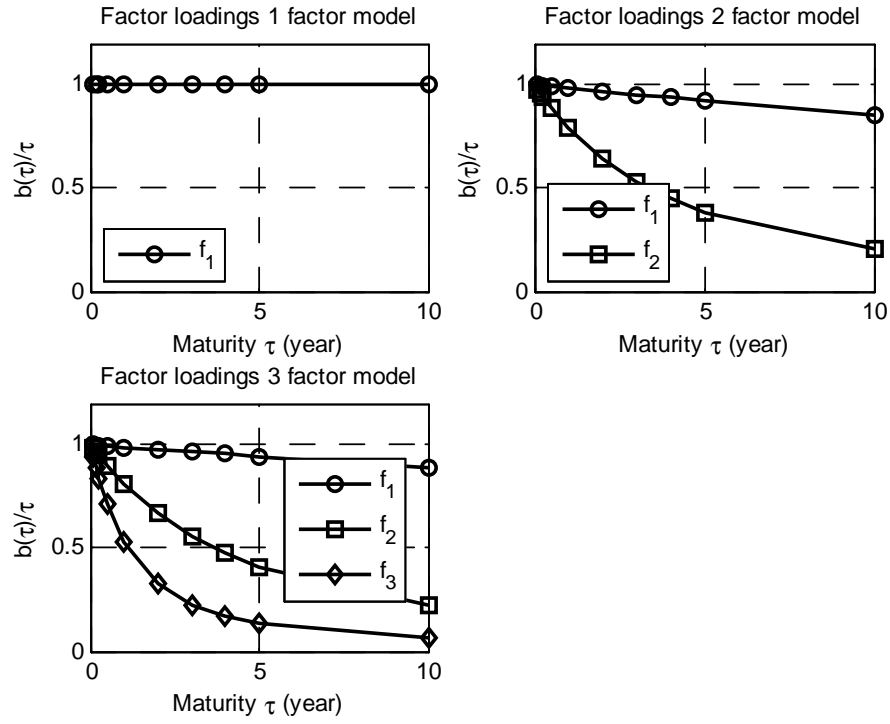 Factor loadings 1 factor model
1
0.5
0
b(τ)/τ
f1
0 5 10
Maturity τ (year)
Factor loadings 2 factor model
1
0.5
0
b(τ)/τ
f1
f2
0 5 10
Maturity τ (year)
Factor loadings 3 factor model
1
0.5
0
b(τ)/τ
f1
f2
f3
0 5 10
Maturity τ (year)